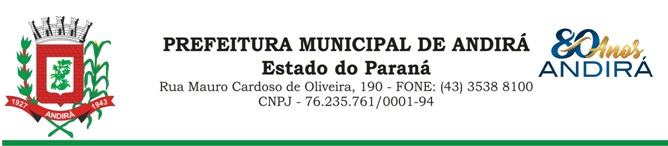 PREFEITURA MUNICIPAL DE ANDIRÁ
Estado do Paraná
Rua Mauro Cardoso de Oliveira, 190 - FONE: (43) 3538 8100
CNPJ - 76.235.761/0001-94
80 Anos
ANDIRÁ
1927 ANDIRÁ 1943